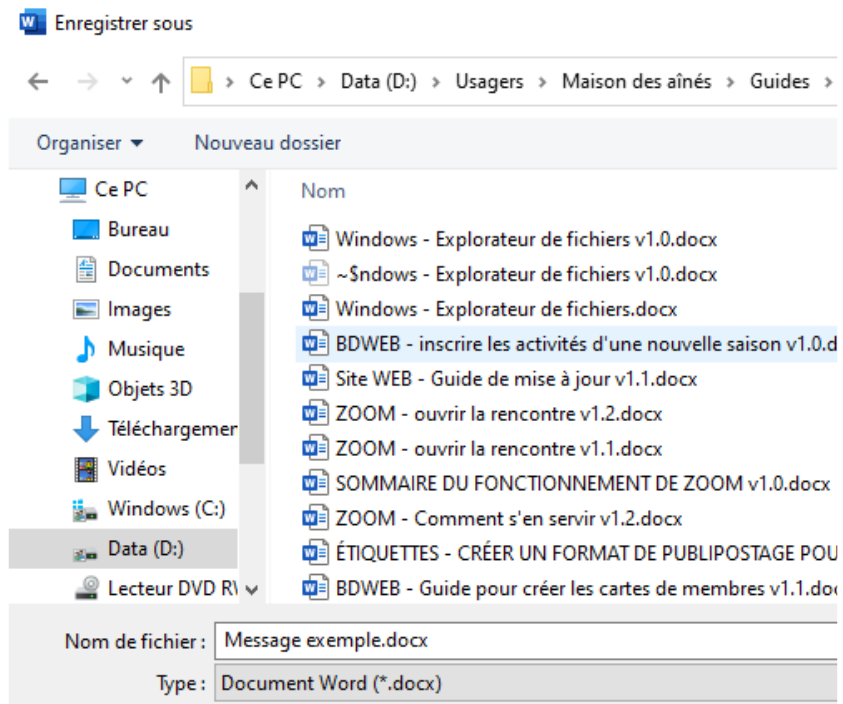 Enregistrer sous
Ce PC > Data (D:) > Usagers > Maison des aînés > Guides >
Organiser
Nouveau dossier
Ce PC
Bureau
Documents
Images
Musique
Objets 3D
Téléchargemen
Vidéos
Windows (C:)
Data (D:)
Lecteur DVD R
Nom
Windows - Explorateur de fichiers v1.0.docx
~$ndows - Explorateur de fichiers v1.0.docx
Windows - Explorateur de fichiers.docx
BDWEB - inscrire les activités d'une nouvelle saison v1.0.d
Site WEB - Guide de mise à jour v1.1.docx
ZOOM - ouvrir la rencontre v1.2.docx
ZOOM - ouvrir la rencontre v1.1.docx
SOMMAIRE DU FONCTIONNEMENT DE ZOOM v1.0.docx
ZOOM - Comment s'en servir v1.2.docx
ÉTIQUETTES - CRÉER UN FORMAT DE PUBLIPOSTAGE POU
BDWEB - Guide pour créer les cartes de membres v1.1.do
Nom de fichier : Message exemple.docx
Type : Document Word (*.docx)